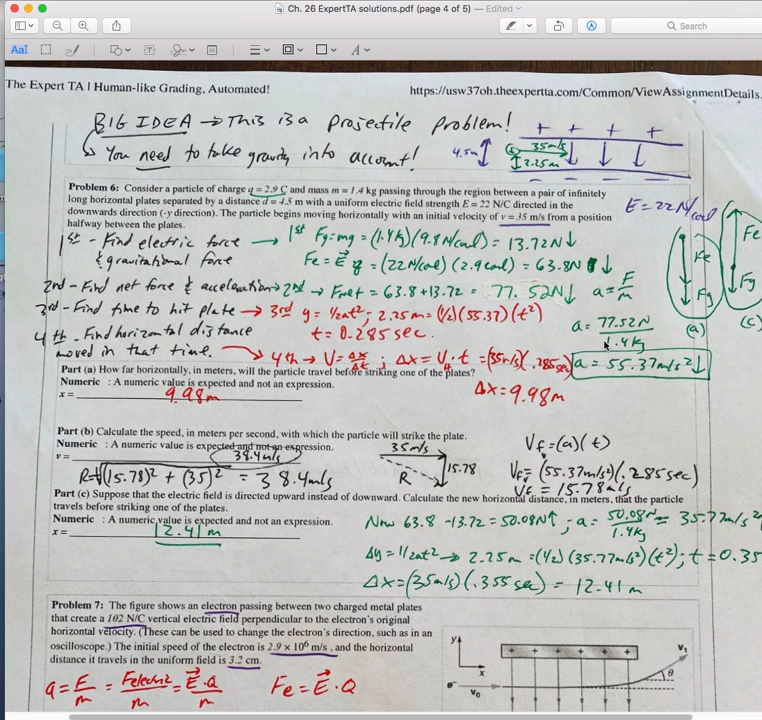 Ch. 26 ExpertTA solutions.pdf (page 4 of 5) — Edited
Search
AaI
The Expert TA | Human-like Grading, Automated!
https://usw37oh.theexpertta.com/Common/ViewAssignmentDetails.
BIG IDEA → This is a projectile problem!
↳ You need to take gravity into account!
4.5m
35m/s
2.25m
Problem 6: Consider a particle of charge q = 2.9 C and mass m = 1.4 kg passing through the region between a pair of infinitely
long horizontal plates separated by a distance d = 4.5 m with a uniform electric field strength E = 22 N/C directed in the
downwards direction (-y direction). The particle begins moving horizontally with an initial velocity of v = 35 m/s from a position
halfway between the plates.
E=22N/coul
1st - Find electric force & gravitational force
→ 1st Fg=mg=(1.4kg)(9.8N/coul)=13.72N↓
Fe=E⃗q=(22N/coul)(2.9coul)=63.8N↓
2nd - Find net force & acceleration → 2nd → Fnet = 63.8+13.72 = 77.52N↓ a=F/m
3rd - Find time to hit plate → 3rd y=1/2at²; 2.25m=(1/2)(55.37)(t²)
t=0.285sec.
4th - Find horizontal distance
moved in that time. → 4th → V=Δx/Δt; Δx=V_H·t=(35m/s)(.285sec)
a=77.52N/1.4kg
a=55.37m/s²↓
Fe
Fg
(a)
Fe
Fg
(c)
Part (a) How far horizontally, in meters, will the particle travel before striking one of the plates?
Numeric : A numeric value is expected and not an expression.
x = 9.98m
Δx=9.98m
Part (b) Calculate the speed, in meters per second, with which the particle will strike the plate.
Numeric : A numeric value is expected and not an expression.
v = 38.4m/s
R=√(15.78)²+(35)² = 38.4m/s
35m/s
R
15.78
Vf=(a)(t)
Vf=(55.37m/s²)(.285sec)
Vf=15.78m/s
Part (c) Suppose that the electric field is directed upward instead of downward. Calculate the new horizontal distance, in meters, that the particle
travels before striking one of the plates.
Numeric : A numeric value is expected and not an expression.
x = 12.41m
Now 63.8-13.72=50.08N↑; a=50.08N/1.4kg=35.77m/s²
Δy=1/2at² → 2.25m=(1/2)(35.77m/s²)(t²); t=0.35
Δx=(35m/s)(.355sec)=12.41m
Problem 7: The figure shows an electron passing between two charged metal plates
that create a 102 N/C vertical electric field perpendicular to the electron's original
horizontal velocity. (These can be used to change the electron's direction, such as in an
oscilloscope.) The initial speed of the electron is 2.9 × 10⁶ m/s, and the horizontal
distance it travels in the uniform field is 3.2 cm.
a=F/m=Felectric/m=E⃗·Q/m
Fe=E⃗·Q
y
x
e⁻
v₀
v₁
θ